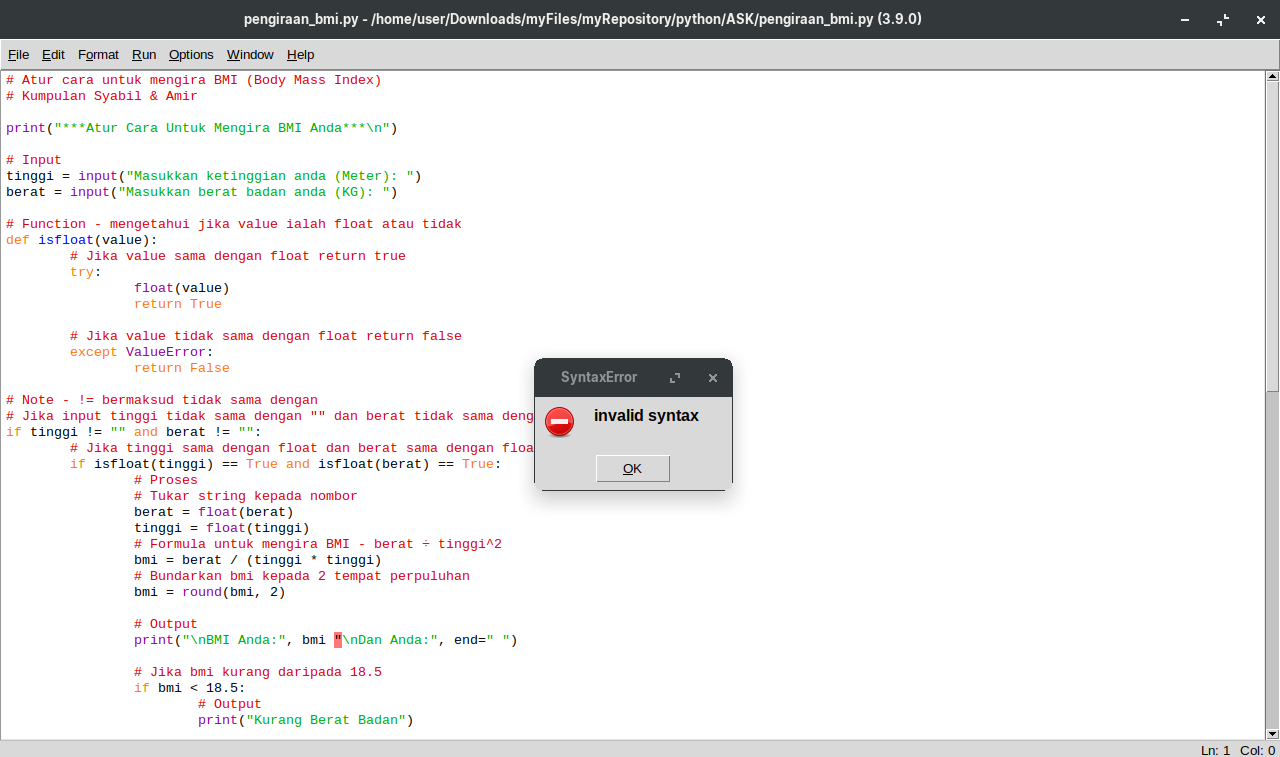 pengiraan_bmi.py - /home/user/Downloads/myFiles/myRepository/python/ASK/pengiraan_bmi.py (3.9.0)
File Edit Format Run Options Window Help
# Atur cara untuk mengira BMI (Body Mass Index)
# Kumpulan Syabil & Amir
print("***Atur Cara Untuk Mengira BMI Anda***\n")
# Input
tinggi = input("Masukkan ketinggian anda (Meter): ")
berat = input("Masukkan berat badan anda (KG): ")
# Function - mengetahui jika value ialah float atau tidak
def isfloat(value):
        # Jika value sama dengan float return true
        try:
                float(value)
                return True
        # Jika value tidak sama dengan float return false
        except ValueError:
                return False
# Note - != bermaksud tidak sama dengan
# Jika input tinggi tidak sama dengan "" dan berat tidak sama deng
if tinggi != "" and berat != "":
        # Jika tinggi sama dengan float dan berat sama dengan floa
        if isfloat(tinggi) == True and isfloat(berat) == True:
                # Proses
                # Tukar string kepada nombor
                berat = float(berat)
                tinggi = float(tinggi)
                # Formula untuk mengira BMI - berat ÷ tinggi^2
                bmi = berat / (tinggi * tinggi)
                # Bundarkan bmi kepada 2 tempat perpuluhan
                bmi = round(bmi, 2)
                # Output
                print("\nBMI Anda:", bmi "\nDan Anda:", end=" ")
                # Jika bmi kurang daripada 18.5
                if bmi < 18.5:
                        # Output
                        print("Kurang Berat Badan")
SyntaxError
invalid syntax
OK
Ln: 1 Col: 0